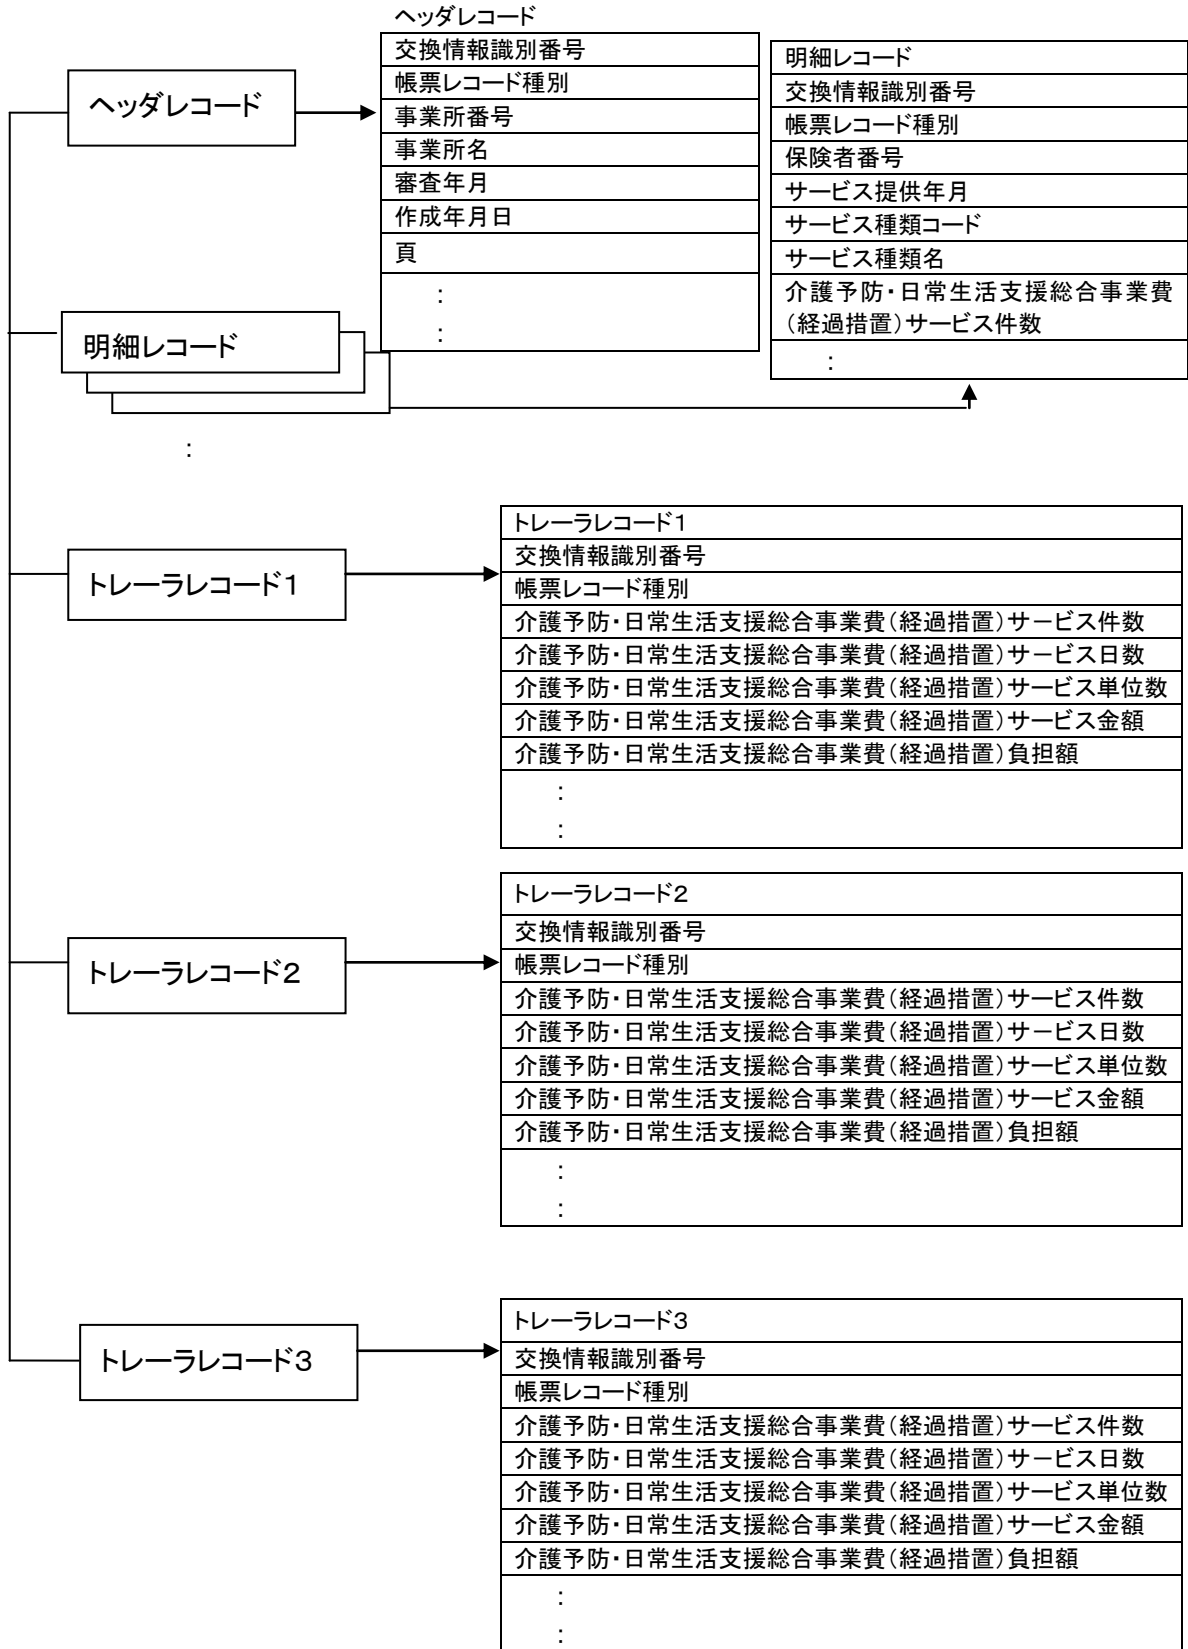 ヘッダレコード
ヘッダレコード
交換情報識別番号
帳票レコード種別
事業所番号
事業所名
審査年月
作成年月日
頁
:
:
明細レコード
明細レコード
交換情報識別番号
帳票レコード種別
保険者番号
サービス提供年月
サービス種類コード
サービス種類名
介護予防・日常生活支援総合事業費
(経過措置)サービス件数
:
:
トレーラレコード1
トレーラレコード1
交換情報識別番号
帳票レコード種別
介護予防・日常生活支援総合事業費(経過措置)サービス件数
介護予防・日常生活支援総合事業費(経過措置)サービス日数
介護予防・日常生活支援総合事業費(経過措置)サービス単位数
介護予防・日常生活支援総合事業費(経過措置)サービス金額
介護予防・日常生活支援総合事業費(経過措置)負担額
:
:
トレーラレコード2
トレーラレコード2
交換情報識別番号
帳票レコード種別
介護予防・日常生活支援総合事業費(経過措置)サービス件数
介護予防・日常生活支援総合事業費(経過措置)サービス日数
介護予防・日常生活支援総合事業費(経過措置)サービス単位数
介護予防・日常生活支援総合事業費(経過措置)サービス金額
介護予防・日常生活支援総合事業費(経過措置)負担額
:
:
トレーラレコード3
トレーラレコード3
交換情報識別番号
帳票レコード種別
介護予防・日常生活支援総合事業費(経過措置)サービス件数
介護予防・日常生活支援総合事業費(経過措置)サービス日数
介護予防・日常生活支援総合事業費(経過措置)サービス単位数
介護予防・日常生活支援総合事業費(経過措置)サービス金額
介護予防・日常生活支援総合事業費(経過措置)負担額
:
: